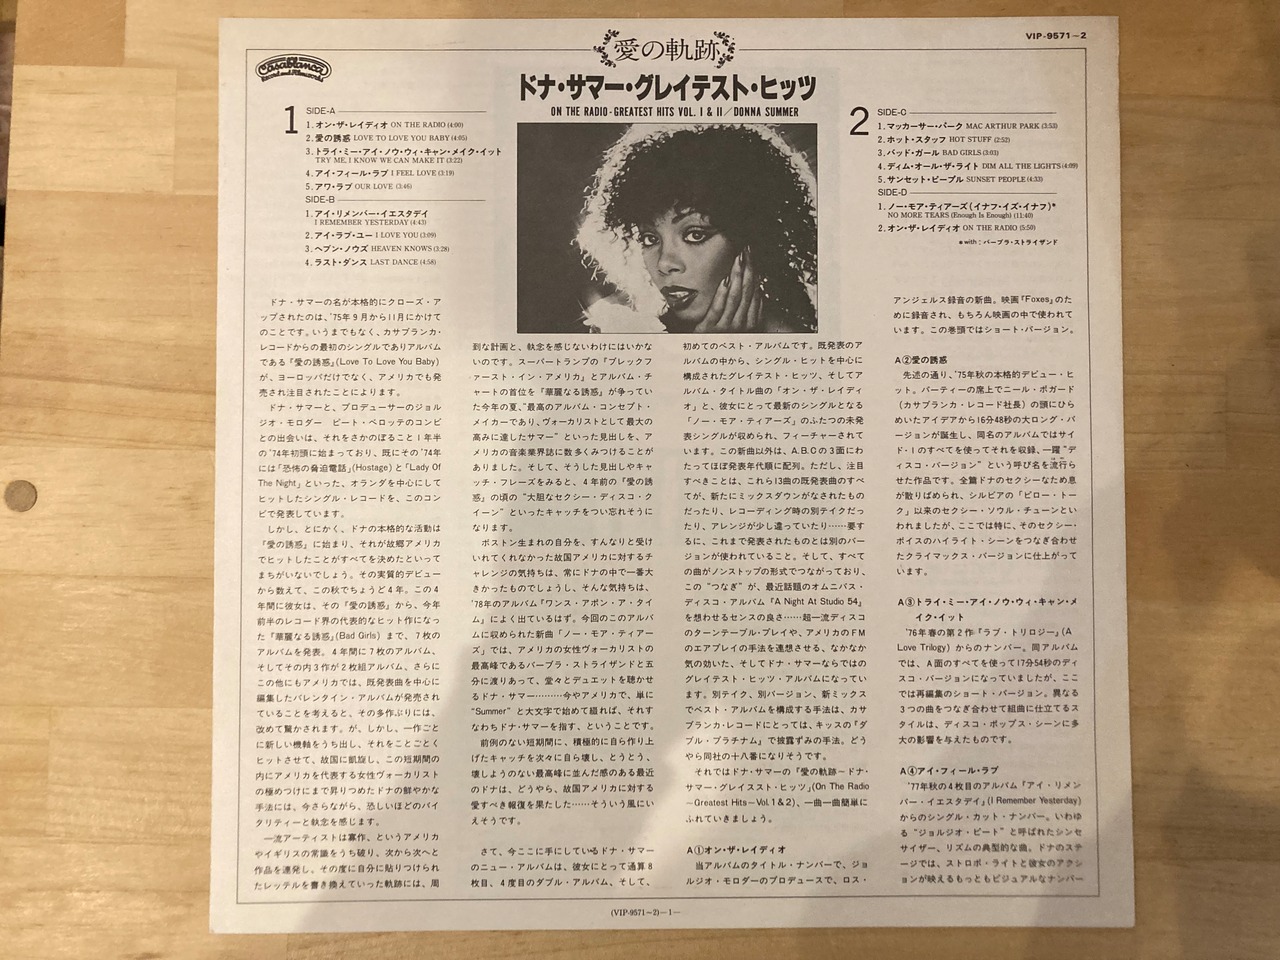 VIP-9571~2
愛の軌跡
Casablanca
Record and FilmWorks
ドナ・サマー・グレイテスト・ヒッツ
ON THE RADIO-GREATEST HITS VOL. I & II/DONNA SUMMER
1
SIDE-A
1. オン・ザ・レイディオ ON THE RADIO (4:00)
2. 愛の誘惑 LOVE TO LOVE YOU BABY (4:05)
3. トライ・ミー・アイ・ノウ・ウィ・キャン・メイク・イット
TRY ME, I KNOW WE CAN MAKE IT (3:22)
4. アイ・フィール・ラブ I FEEL LOVE (3:19)
5. アワ・ラブ OUR LOVE (3:46)
SIDE-B
1. アイ・リメンバー・イエスタデイ
I REMEMBER YESTERDAY (4:43)
2. アイ・ラブ・ユー I LOVE YOU (3:09)
3. ヘブン・ノウズ HEAVEN KNOWS (3:28)
4. ラスト・ダンス LAST DANCE (4:58)
2
SIDE-C
1. マッカーサー・パーク MAC ARTHUR PARK (3:53)
2. ホット・スタッフ HOT STUFF (2:52)
3. バッド・ガール BAD GIRLS (3:03)
4. ディム・オール・ザ・ライト DIM ALL THE LIGHTS (4:09)
5. サンセット・ピープル SUNSET PEOPLE (4:33)
SIDE-D
1. ノー・モア・ティアーズ(イナフ・イズ・イナフ)*
NO MORE TEARS (Enough Is Enough) (11:40)
2. オン・ザ・レイディオ ON THE RADIO (5:50)
*with:バーブラ・ストライザンド
ドナ・サマーの名が本格的にクローズ・ア
ップされたのは、'75年9月から11月にかけて
のことです。いうまでもなく、カサブランカ・
レコードからの最初のシングルでありアルバム
である『愛の誘惑』(Love To Love You Baby)
が、ヨーロッパだけでなく、アメリカでも発
売され注目されたことによります。
ドナ・サマーと、プロデューサーのジョル
ジオ・モロダー ピート・ベロッテのコンビ
との出会いは、それをさかのぼること1年半
の'74年初頭に始まっており、既にその'74年
には「恐怖の脅迫電話」(Hostage)と「Lady Of
The Night」といった、オランダを中心にして
ヒットしたシングル・レコードを、このコン
ビで発表しています。
しかし、とにかく、ドナの本格的な活動は
『愛の誘惑』に始まり、それが故郷アメリカ
でヒットしたことがすべてを決めたといって
まちがいないでしょう。その実質的デビュー
から数えて、この秋でちょうど4年。この4
年間に彼女は、その『愛の誘惑』から、今年
前半のレコード界の代表的なヒット作になっ
た『華麗なる誘惑』(Bad Girls)まで、7枚の
アルバムを発表。4年間に7枚のアルバム、
そしてその内3作が2枚組アルバム、さらに
この他にもアメリカでは、既発表曲を中心に
編集したバレンタイン・アルバムが発売され
ていることを考えると、その多作ぶりには、
改めて驚かされます。が、しかし、一作ごと
に新しい機軸をうち出し、それをことごとく
ヒットさせて、故国に凱旋し、この短期間の
内にアメリカを代表する女性ヴォーカリスト
の極めつけにまで昇りつめたドナの鮮やかな
手法には、今さらながら、恐しいほどのバイ
タリティーと執念を感じます。
一流アーティストは寡作、というアメリカ
やイギリスの常識をうち破り、次から次へと
作品を連発し、その度に自分に貼りつけられ
たレッテルを書き換えていった軌跡には、周
到な計画と、執念を感じないわけにはいかな
いのです。スーパートランプの『ブレックフ
ァースト・イン・アメリカ』とアルバム・チ
ャートの首位を『華麗なる誘惑』が争ってい
た今年の夏、“最高のアルバム・コンセプト・
メイカーであり、ヴォーカリストとして最大の
高みに達したサマー”といった見出しを、ア
メリカの音楽業界誌に数多くみつけることが
ありました。そして、そうした見出しやキャ
ッチ・フレーズをみると、4年前の『愛の誘
惑』の頃の“大胆なセクシー・ディスコ・ク
イーン”といったキャッチをつい忘れそうに
なります。
ボストン生まれの自分を、すんなりと受け
いれてくれなかった故国アメリカに対するチ
ャレンジの気持ちは、常にドナの中で一番大
きかったものでしょうし、そんな気持ちは、
'78年のアルバム『ワンス・アポン・ア・タイ
ム』によく出ているはず。今回のこのアルバ
ムに収められた新曲「ノー・モア・ティアー
ズ」では、アメリカの女性ヴォーカリストの
最高峰であるバーブラ・ストライザンドと五
分に渡りあって、堂々とデュエットを聴かせ
るドナ・サマー………今やアメリカで、単に
“Summer”と大文字で始めて綴れば、それす
なわちドナ・サマーを指す、ということです。
前例のない短期間に、積極的に自ら作り上
げたキャッチを次々に自ら壊し、とうとう、
壊しようのない最高峰に並んだ感のある最近
のドナは、どうやら、故国アメリカに対する
愛すべき報復を果たした……そういう風にい
えそうです。
さて、今ここに手にしているドナ・サマー
のニュー・アルバムは、彼女にとって通算8
枚目、4度目のダブル・アルバム、そして、
初めてのベスト・アルバムです。既発表のア
ルバムの中から、シングル・ヒットを中心に
構成されたグレイテスト・ヒッツ、そしてア
ルバム・タイトル曲の「オン・ザ・レイディ
オ」と、彼女にとって最新のシングルとなる
「ノー・モア・ティアーズ」のふたつの未発
表シングルが収められ、フィーチャーされて
います。この新曲以外は、A.B.Cの3面にわ
たってほぼ発表年代順に配列。ただし、注目
すべきことは、これら13曲の既発表曲のすべ
てが、新たにミックスダウンがなされたもの
だったり、レコーディング時の別テイクだっ
たり、アレンジが少し違っていたり……要す
るに、これまで発表されたものとは別のバー
ジョンが使われていること。そして、すべて
の曲がノンストップの形式でつながっており、
この“つなぎ”が、最近話題のオムニバス・
ディスコ・アルバム『A Night At Studio 54』
を想わせるセンスの良さ……超一流ディスコ
のターンテーブル・プレイや、アメリカのFM
のエアプレイの手法を連想させる、なかなか
気の効いた、そしてドナ・サマーならではの
グレイテスト・ヒッツ・アルバムになってい
ます。別テイク、別バージョン、新ミックス
でベスト・アルバムを構成する手法は、カサ
ブランカ・レコードにとっては、キッスの『ダ
ブル・プラチナム』で披露ずみの手法。どう
やら同社の十八番になりそうです。
それではドナ・サマーの『愛の軌跡~ドナ・
サマー・グレイスステスト・ヒッツ』(On The Radio
~Greatest Hits~Vol. 1 & 2)、一曲一曲簡単に
ふれていきましょう。
A①オン・ザ・レイディオ
当アルバムのタイトル・ナンバーで、ジョ
ルジオ・モロダーのプロデュースで、ロス・
アンジェルス録音の新曲。映画『Foxes』のた
めに録音され、もちろん映画の中で使われて
います。この巻頭ではショート・バージョン。
A②愛の誘惑
先述の通り、'75年秋の本格的デビュー・ヒ
ット。パーティーの席上でニール・ボガード
(カサブランカ・レコード社長)の頭にひら
めいたアイデアから16分48秒の大ロング・バ
ージョンが誕生し、同名のアルバムではサイ
ド・1のすべてを使ってそれを収録、一躍“デ
ィスコ・バージョン”という呼び名を流行ら
せた作品です。全篇ドナのセクシーなため息
が散りばめられ、シルビアの「ピロー・トー
ク」以来のセクシー・ソウル・チューンとい
われましたが、ここでは特に、そのセクシー・
ボイスのハイライト・シーンをつなぎ合わせ
たクライマックス・バージョンに仕上がって
います。
A③トライ・ミー・アイ・ノウ・ウィ・キャン・メ
イク・イット
'76年春の第2作『ラブ・トリロジー』(A
Love Trilogy)からのナンバー。同アルバム
では、A面のすべてを使って17分54秒のディ
スコ・バージョンになっていましたが、ここ
では再編集のショート・バージョン。異なる
3つの曲をつなぎ合わせて組曲に仕立てるス
タイルは、ディスコ・ポップス・シーンに多
大の影響を与えたものです。
A④アイ・フィール・ラブ
'77年秋の4枚目のアルバム『アイ・リメン
バー・イエスタデイ』(I Remember Yesterday)
からのシングル・カット・ナンバー。いわゆ
る“ジョルジオ・ビート”と呼ばれたシンセ
サイザー、リズムの典型的な曲。ドナのステ
ージでは、ストロボ・ライトと彼女のアクシ
ョンが映えるもっともビジュアルなナンバー
(VIP-9571~2)-1-